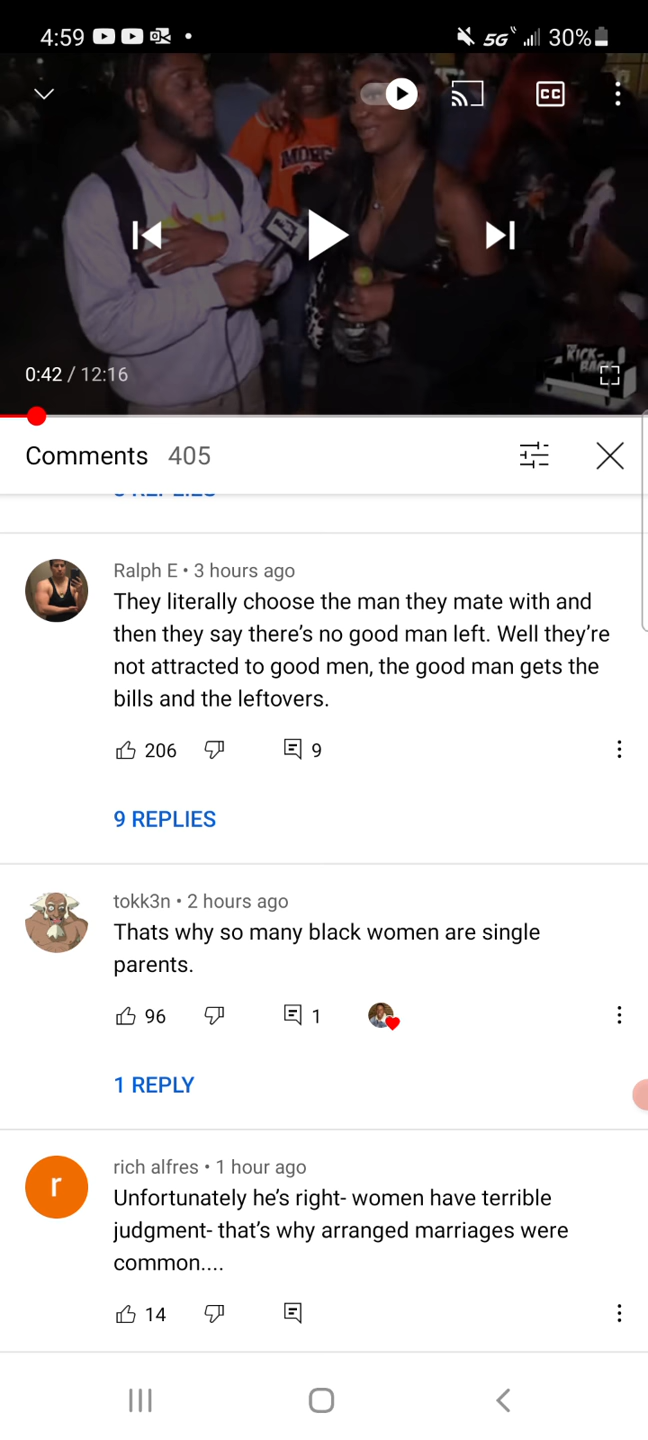 4:59
5G
30%
CC
MORG
0:42 / 12:16
KICK-
BACK
Comments 405
Ralph E • 3 hours ago
They literally choose the man they mate with and
then they say there's no good man left. Well they're
not attracted to good men, the good man gets the
bills and the leftovers.
206
9
9 REPLIES
tokk3n • 2 hours ago
Thats why so many black women are single
parents.
96
1
1 REPLY
r
rich alfres • 1 hour ago
Unfortunately he's right- women have terrible
judgment- that's why arranged marriages were
common....
14